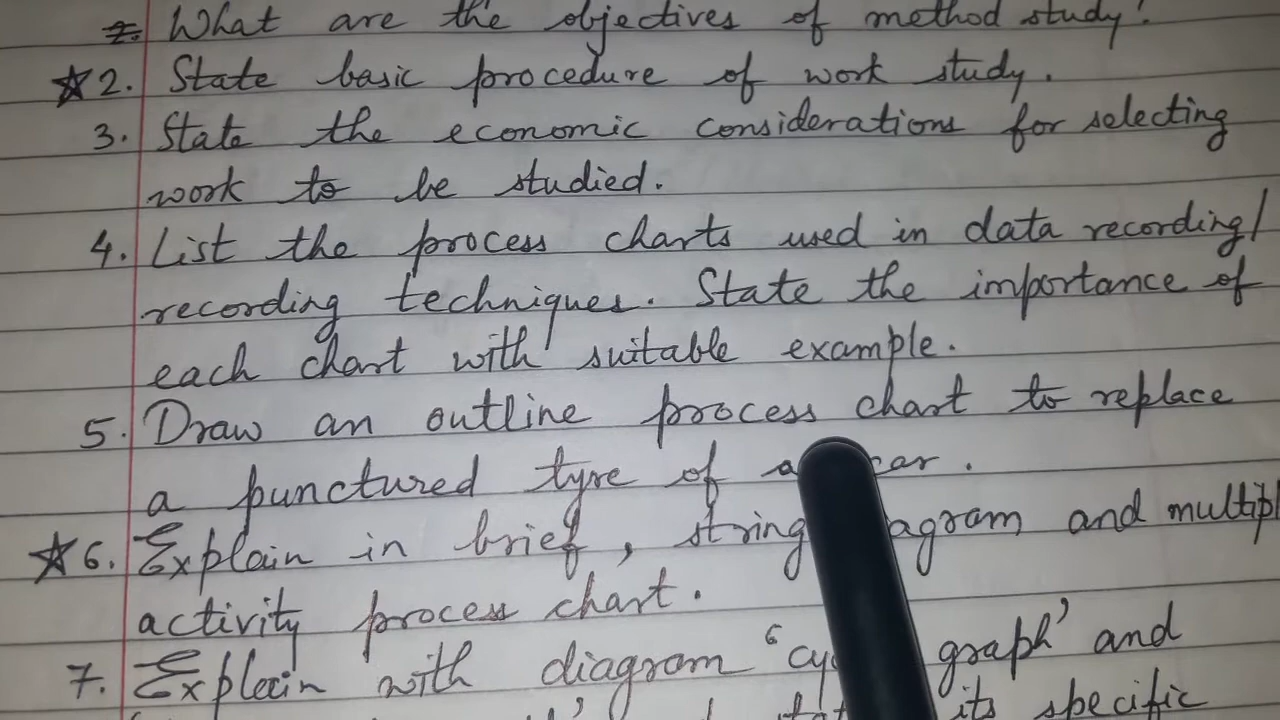 What are the objectives of method study?
☆2. State basic procedure of work study.
3. State the economic considerations for selecting
work to be studied.
4. List the process charts used in data recording/
recording techniques. State the importance of
each chart with suitable example.
5. Draw an outline process chart to replace
a punctured tyre of a car.
☆6. Explain in brief, string diagram and
activity process chart.
7. Explain with diagram graph' and
its specific